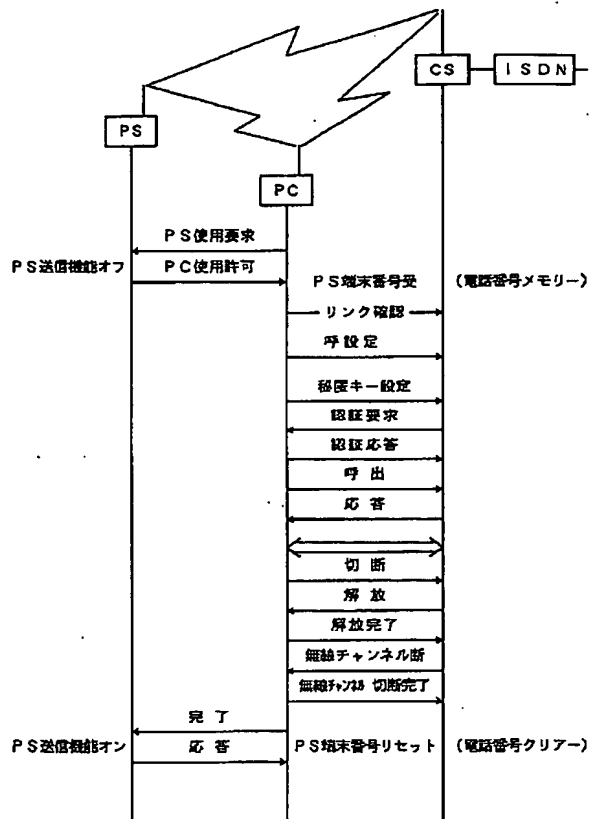 CS
ISDN
PS
PC
PS使用要求
PS送信機能オフ
PC使用許可
PS端末番号受
(電話番号メモリー)
リンク確認
呼設定
秘匿キー設定
認証要求
認証応答
呼出
応答
切断
解放
解放完了
無線チャンネル断
無線チャンネル 切断完了
完了
PS送信機能オン
応答
PS端末番号リセット
(電話番号クリアー)